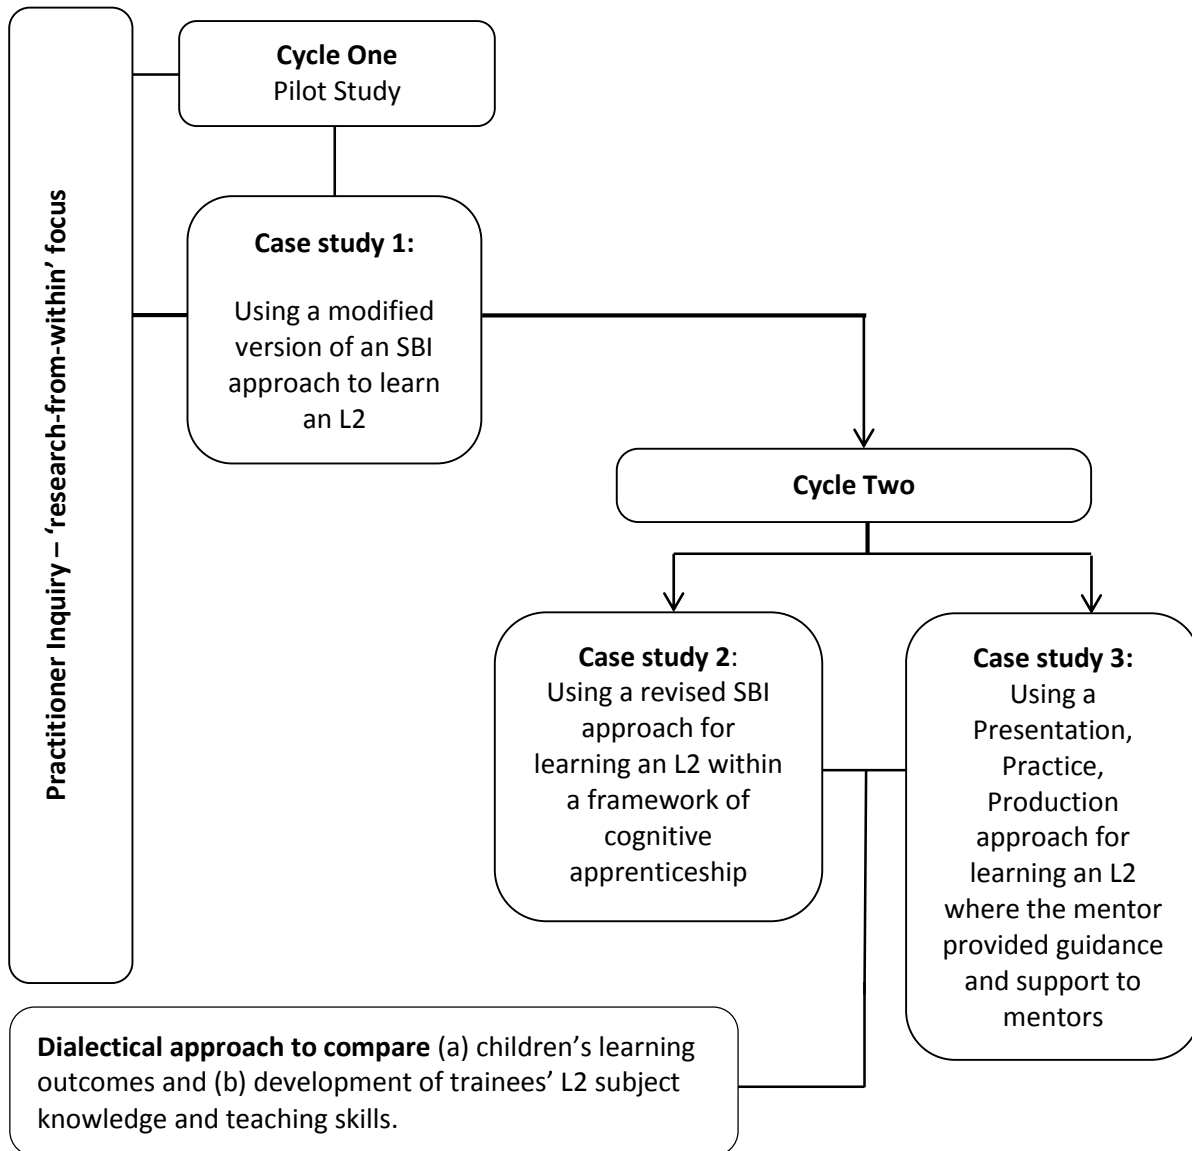 Practitioner Inquiry – ‘research-from-within’ focus
Cycle One
Pilot Study
Case study 1:
Using a modified
version of an SBI
approach to learn
an L2
Cycle Two
Case study 2:
Using a revised SBI
approach for
learning an L2 within
a framework of
cognitive
apprenticeship
Case study 3:
Using a
Presentation,
Practice,
Production
approach for
learning an L2
where the mentor
provided guidance
and support to
mentors
Dialectical approach to compare (a) children’s learning
outcomes and (b) development of trainees’ L2 subject
knowledge and teaching skills.